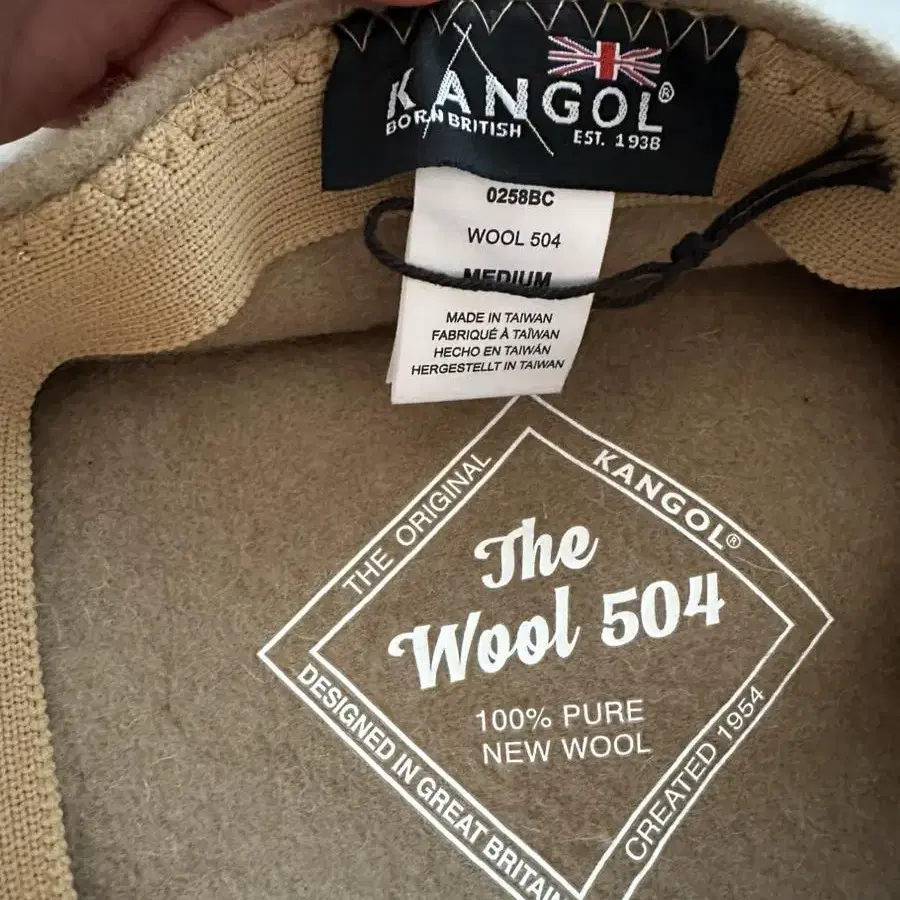 KANGOL®
BORN BRITISH
EST. 1938
0258BC
WOOL 504
MEDIUM
MADE IN TAIWAN
FABRIQUÉ À TAÏWAN
HECHO EN TAIWÁN
HERGESTELLT IN TAIWAN
THE ORIGINAL
KANGOL®
The
Wool 504
100% PURE
NEW WOOL
DESIGNED IN GREAT BRITAIN
CREATED 1954